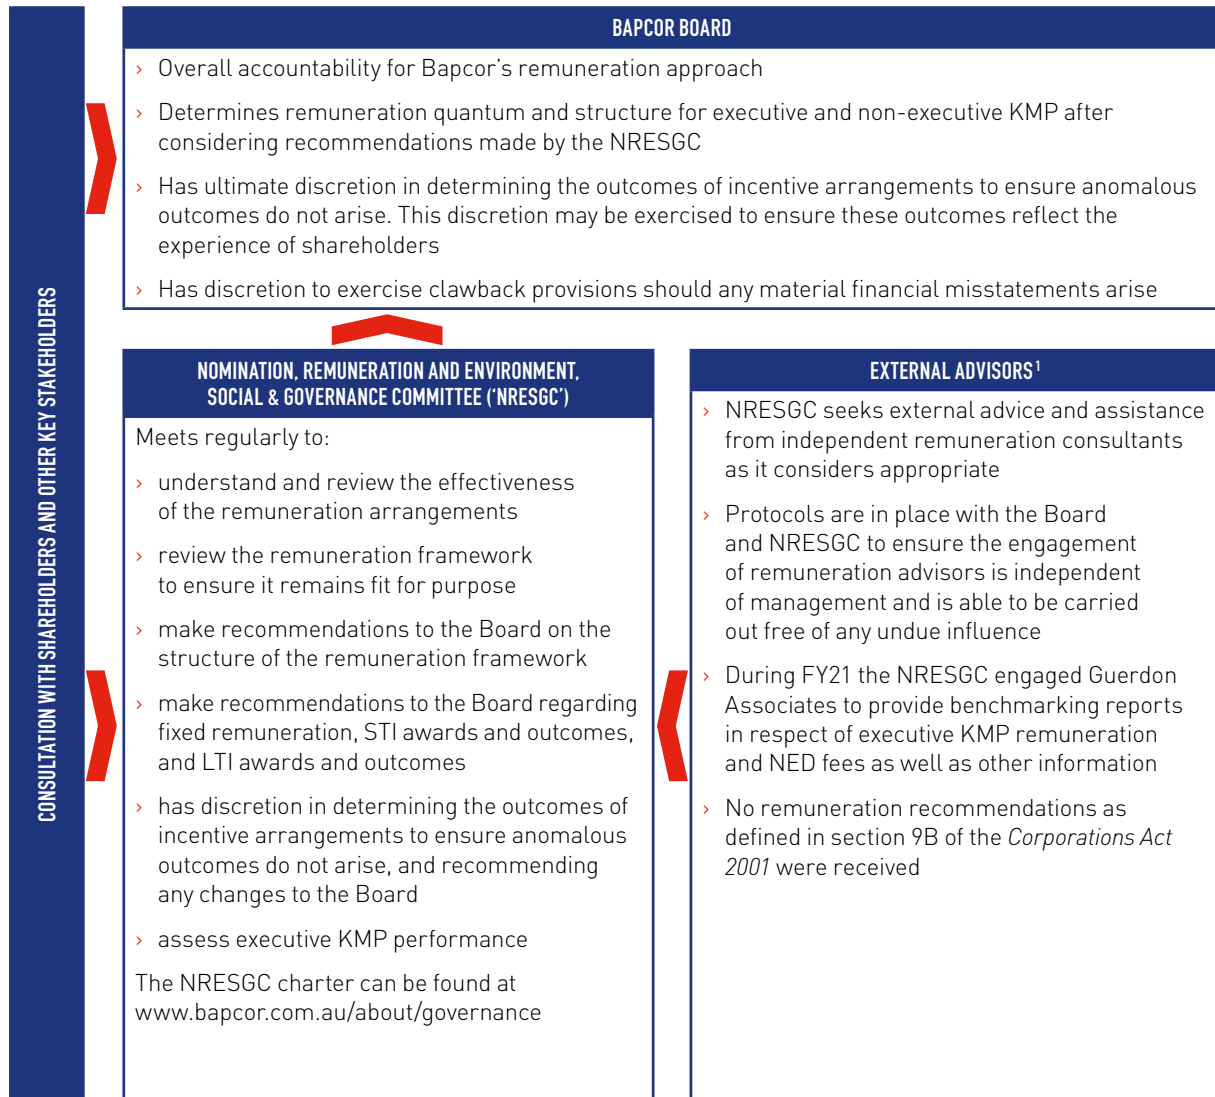 CONSULTATION WITH SHAREHOLDERS AND OTHER KEY STAKEHOLDERS
BAPCOR BOARD
› Overall accountability for Bapcor’s remuneration approach
› Determines remuneration quantum and structure for executive and non-executive KMP after
considering recommendations made by the NRESGC
› Has ultimate discretion in determining the outcomes of incentive arrangements to ensure anomalous
outcomes do not arise. This discretion may be exercised to ensure these outcomes reflect the
experience of shareholders
› Has discretion to exercise clawback provisions should any material financial misstatements arise
NOMINATION, REMUNERATION AND ENVIRONMENT,
SOCIAL & GOVERNANCE COMMITTEE (‘NRESGC’)
Meets regularly to:
› understand and review the effectiveness
of the remuneration arrangements
› review the remuneration framework
to ensure it remains fit for purpose
› make recommendations to the Board on the
structure of the remuneration framework
› make recommendations to the Board regarding
fixed remuneration, STI awards and outcomes,
and LTI awards and outcomes
› has discretion in determining the outcomes of
incentive arrangements to ensure anomalous
outcomes do not arise, and recommending
any changes to the Board
› assess executive KMP performance
The NRESGC charter can be found at
www.bapcor.com.au/about/governance
EXTERNAL ADVISORS¹
› NRESGC seeks external advice and assistance
from independent remuneration consultants
as it considers appropriate
› Protocols are in place with the Board
and NRESGC to ensure the engagement
of remuneration advisors is independent
of management and is able to be carried
out free of any undue influence
› During FY21 the NRESGC engaged Guerdon
Associates to provide benchmarking reports
in respect of executive KMP remuneration
and NED fees as well as other information
› No remuneration recommendations as
defined in section 9B of the Corporations Act
2001 were received